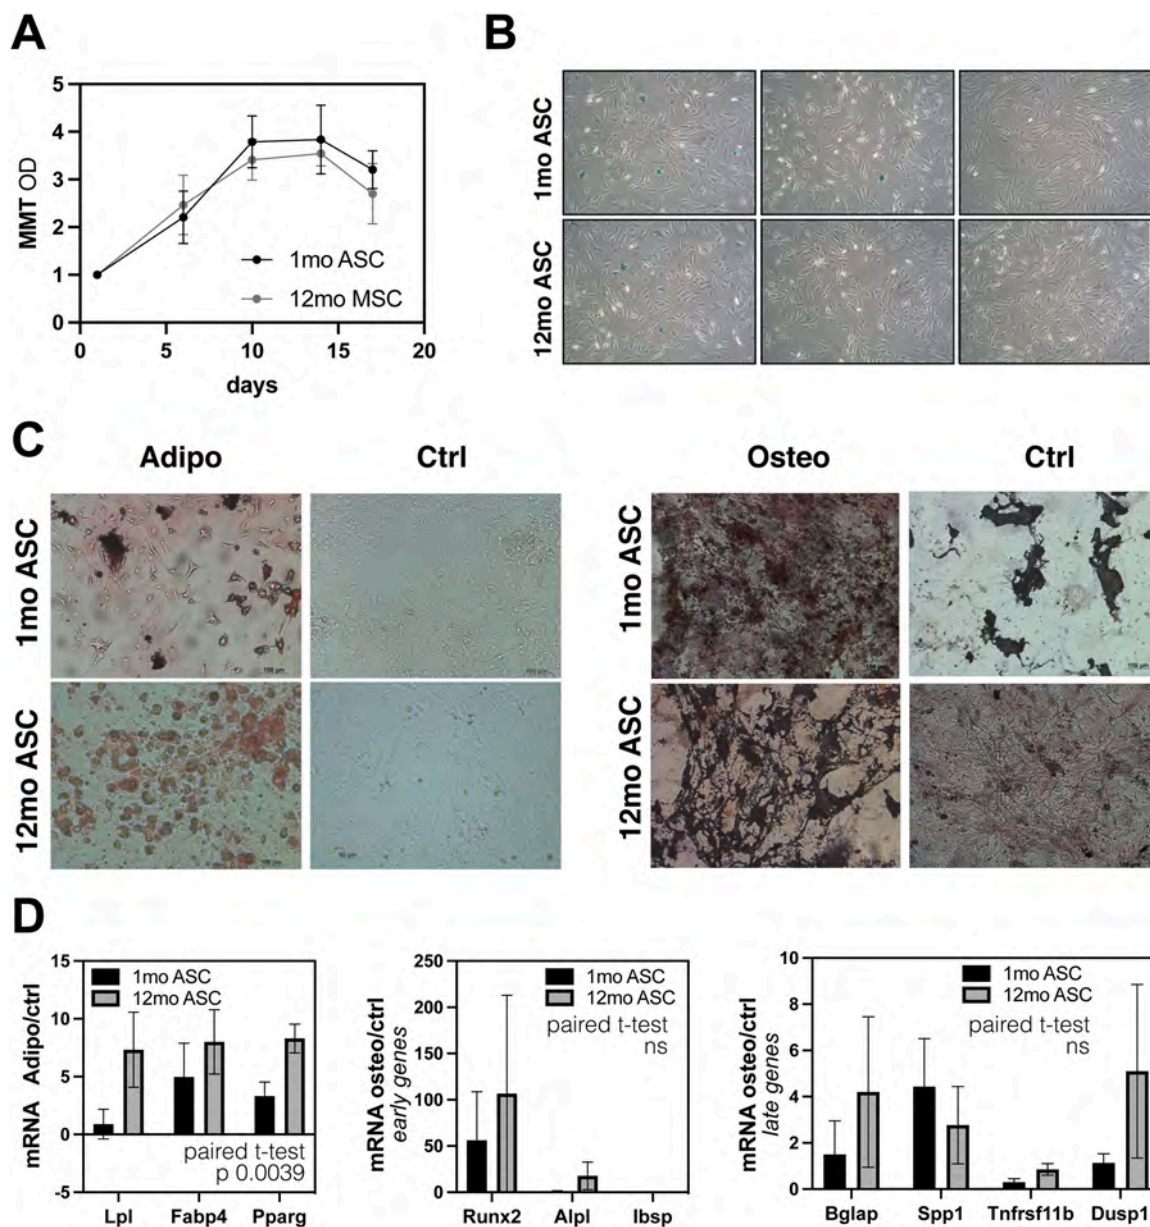 A
MMT OD
5
4
3
2
1
0
1mo ASC
12mo MSC
0 5 10 15 20
days
B
1mo ASC
12mo ASC
C
Adipo Ctrl
1mo ASC
12mo ASC
Osteo Ctrl
1mo ASC
12mo ASC
D
mRNA Adipo/ctrl
15
10
5
0
-5
1mo ASC
12mo ASC
paired t-test
p 0.0039
Lpl Fabp4 Pparg
mRNA osteo/ctrl
early genes
250
200
150
100
50
0
1mo ASC
12mo ASC
paired t-test
ns
Runx2 Alpl Ibsp
mRNA osteo/ctrl
late genes
10
8
6
4
2
0
1mo ASC
12mo ASC
paired t-test
ns
Bglap Spp1 Tnfrsf11b Dusp1